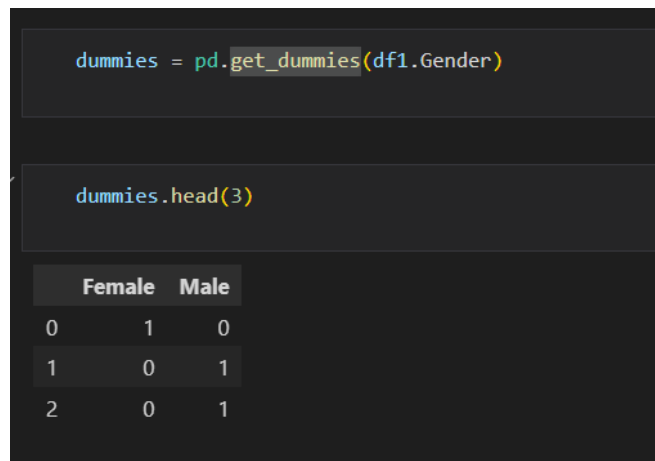 dummies = pd.get_dummies(df1.Gender)
dummies.head(3)
Female Male
0 1 0
1 0 1
2 0 1